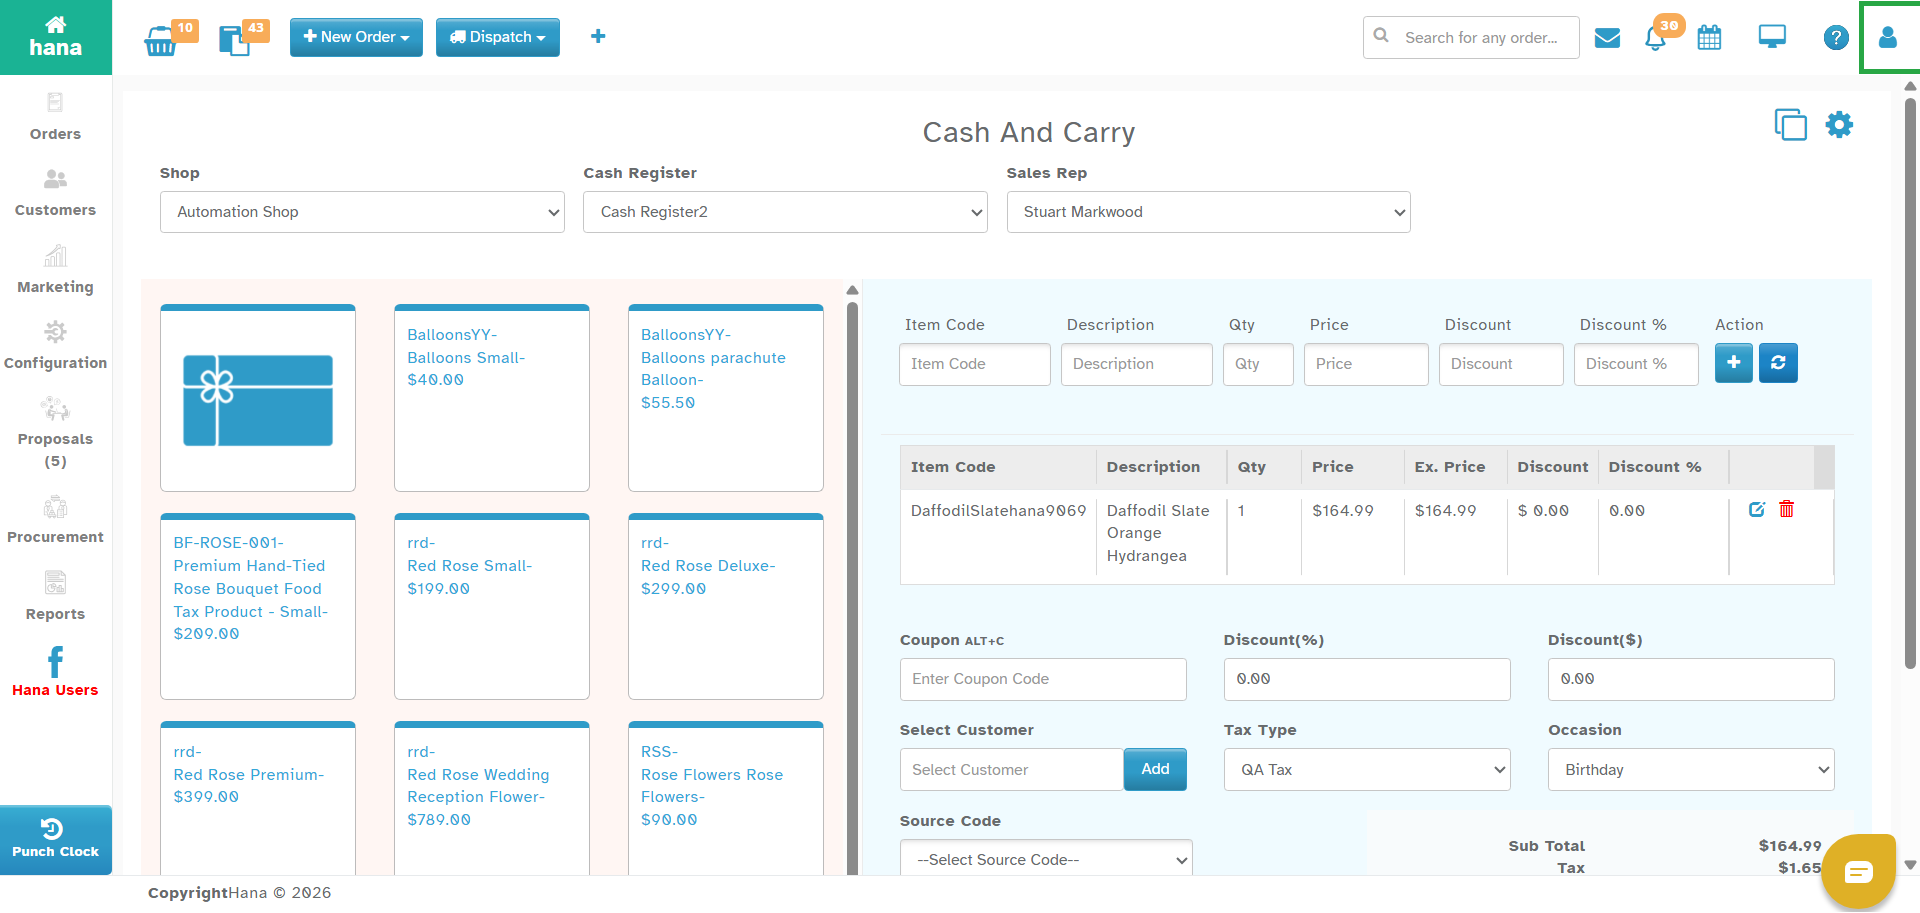 hana
10
43
New Order
Dispatch
Search for any order...
30
?
Orders
Customers
Marketing
Configuration
Proposals
(5)
Procurement
Reports
Hana Users
Punch Clock
Cash And Carry
Shop
Cash Register
Sales Rep
Automation Shop
Cash Register2
Stuart Markwood
BalloonsYY-
Balloons Small-
$40.00
BalloonsYY-
Balloons parachute
Balloon-
$55.50
BF-ROSE-001-
Premium Hand-Tied
Rose Bouquet Food
Tax Product - Small-
$209.00
rrd-
Red Rose Small-
$199.00
rrd-
Red Rose Deluxe-
$299.00
rrd-
Red Rose Premium-
$399.00
rrd-
Red Rose Wedding
Reception Flower-
$789.00
RSS-
Rose Flowers Rose
Flowers-
$90.00
Item Code Description Qty Price Discount Discount % Action
Item Code Description Qty Price Discount Discount %
Item Code Description Qty Price Ex. Price Discount Discount %
DaffodilSlatehana9069 Daffodil Slate 1 $164.99 $164.99 $ 0.00 0.00
Orange
Hydrangea
Coupon ALT+C Discount(%) Discount($)
Enter Coupon Code 0.00 0.00
Select Customer Tax Type Occasion
Select Customer Add QA Tax Birthday
Source Code
--Select Source Code--
Sub Total $164.99
Tax $1.65
CopyrightHana © 2026